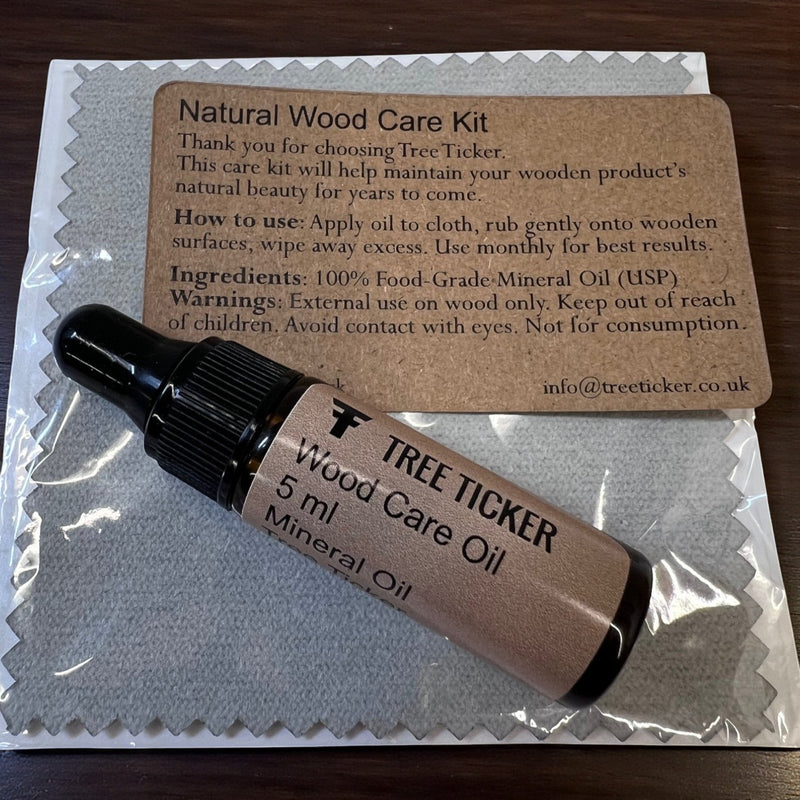 Natural Wood Care Kit
Thank you for choosing Tree Ticker.
This care kit will help maintain your wooden product's
natural beauty for years to come.
How to use: Apply oil to cloth, rub gently onto wooden
surfaces, wipe away excess. Use monthly for best results.
Ingredients: 100% Food-Grade Mineral Oil (USP)
Warnings: External use on wood only. Keep out of reach
of children. Avoid contact with eyes. Not for consumption.
info@treeticker.co.uk
TREE TICKER
Wood Care Oil
5 ml
Mineral Oil